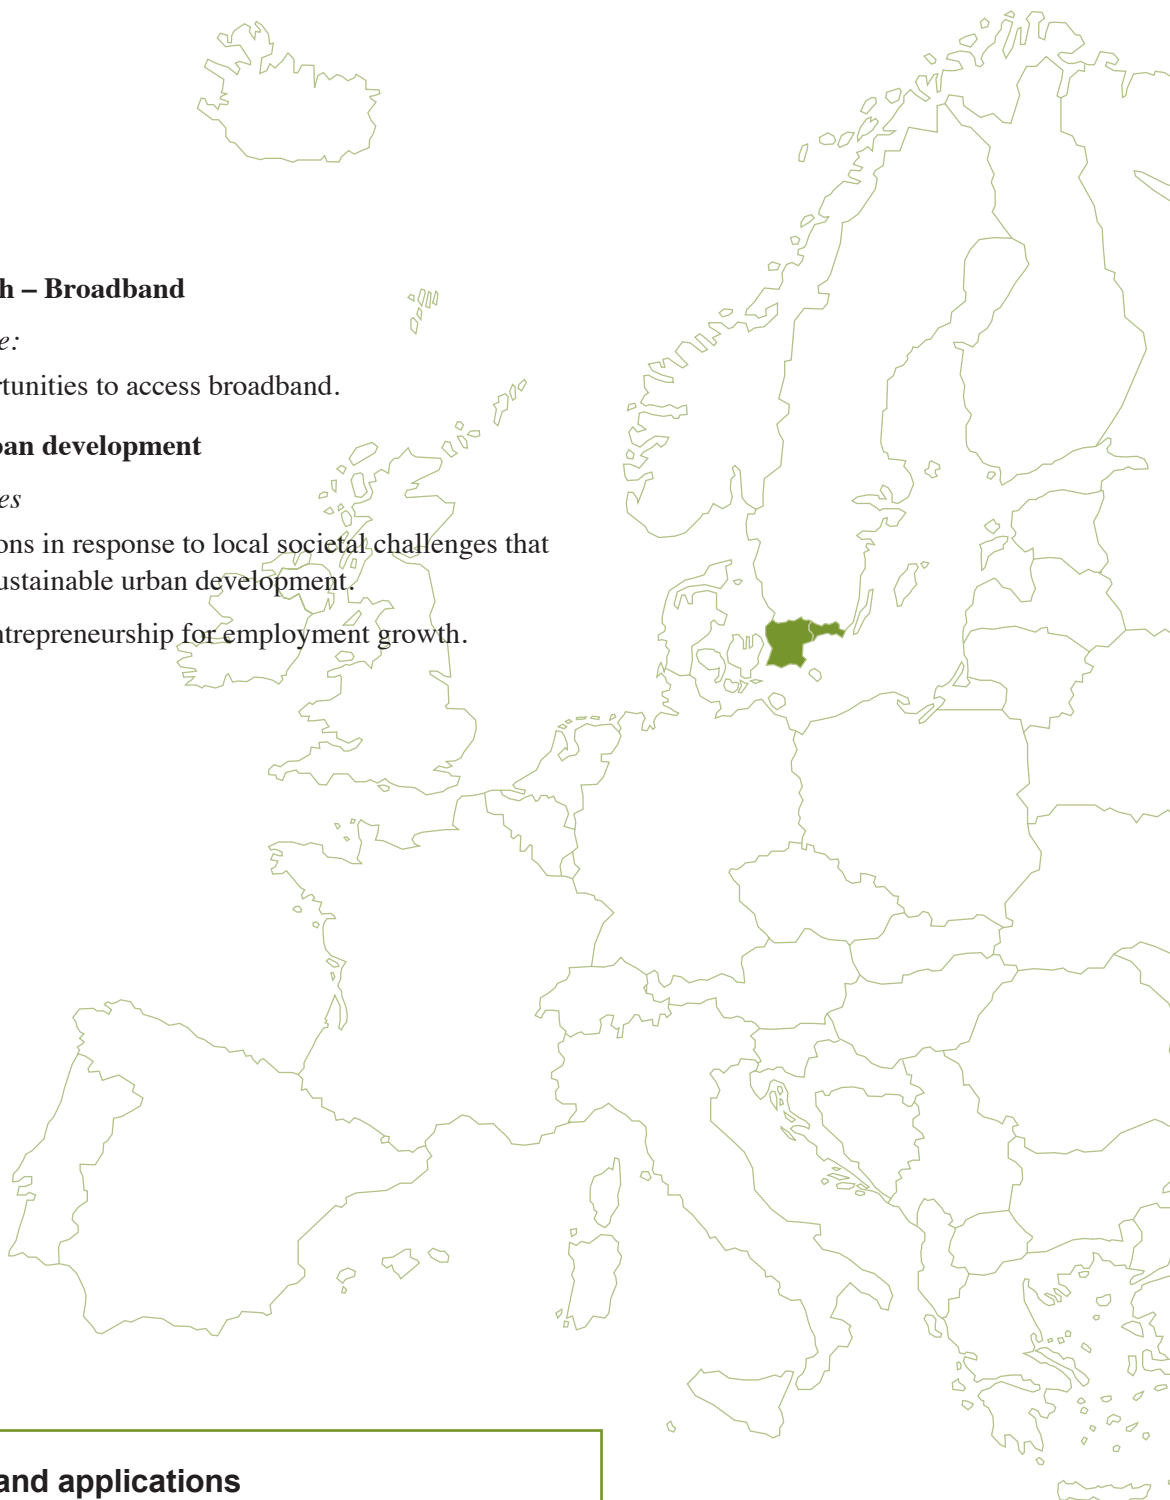 h – Broadband
e:
rtunities to access broadband.
ban development
es
ons in response to local societal challenges that
ustainable urban development.
ntrepreneurship for employment growth.
and applications